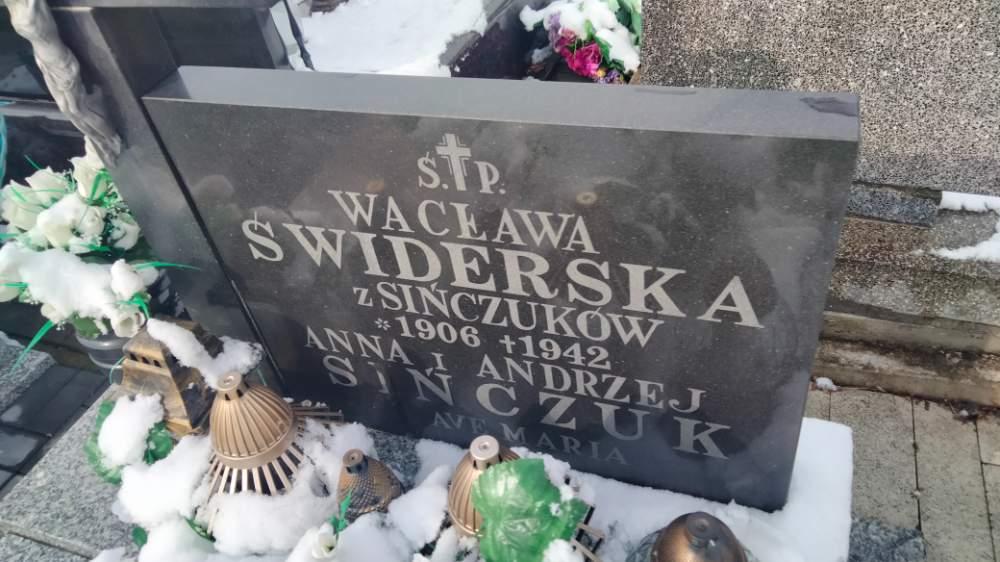 Ś.P.
WACŁAWA
ŚWIDERSKA
z SIŃCZUKÓW
* 1906 † 1942
ANNA i ANDRZEJ
SIŃCZUK
AVE MARIA